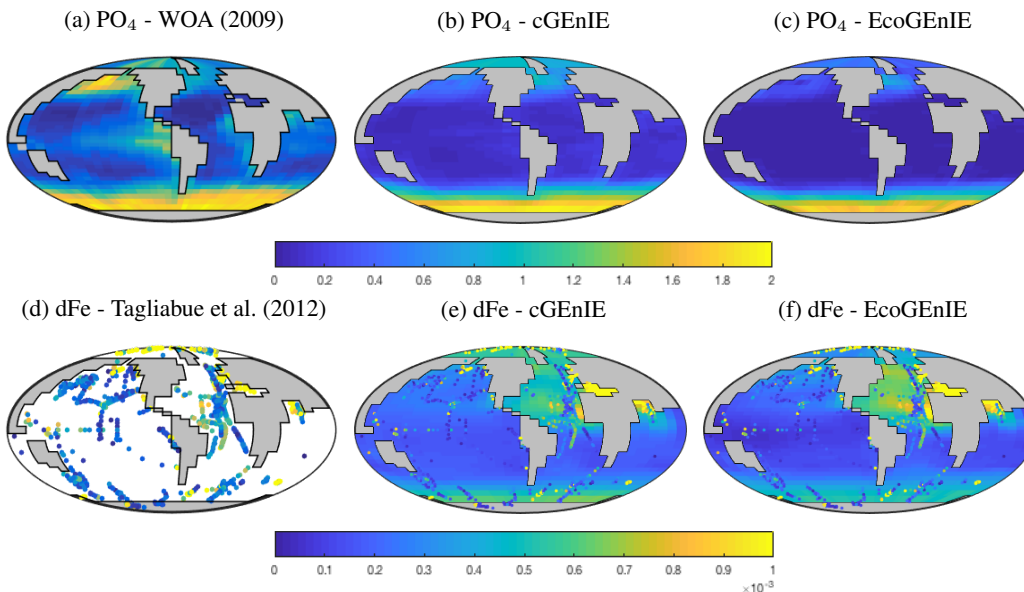 (a) PO₄ - WOA (2009) (b) PO₄ - cGEnIE (c) PO₄ - EcoGEnIE
0 0.2 0.4 0.6 0.8 1 1.2 1.4 1.6 1.8 2
(d) dFe - Tagliabue et al. (2012) (e) dFe - cGEnIE (f) dFe - EcoGEnIE
0 0.1 0.2 0.3 0.4 0.5 0.6 0.7 0.8 0.9 1
×10⁻³